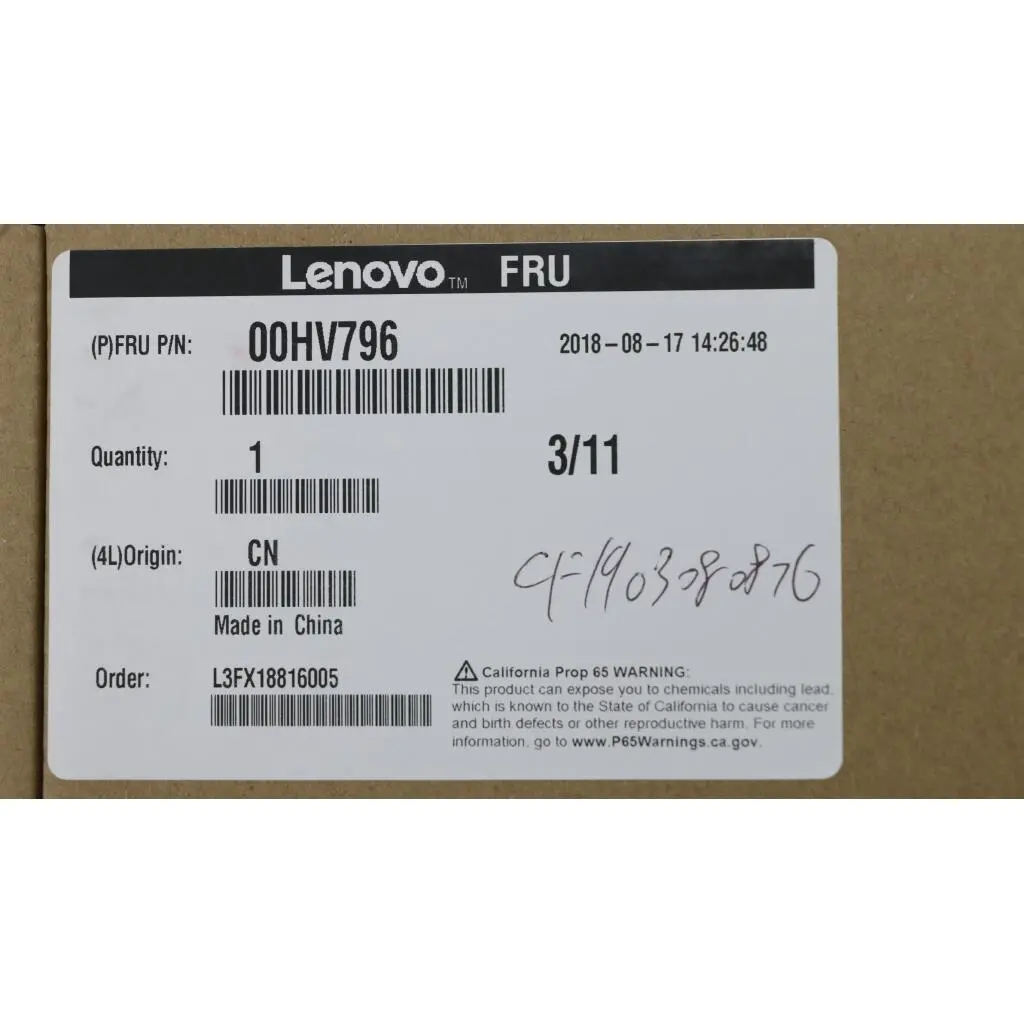 Lenovo™ FRU
(P)FRU P/N: 00HV796 2018-08-17 14:26:48
Quantity: 1 3/11
(4L)Origin: CN
CF1903080876
Made in China
Order: L3FX18816005
⚠ California Prop 65 WARNING:
This product can expose you to chemicals including lead,
which is known to the State of California to cause cancer
and birth defects or other reproductive harm. For more
information, go to www.P65Warnings.ca.gov.